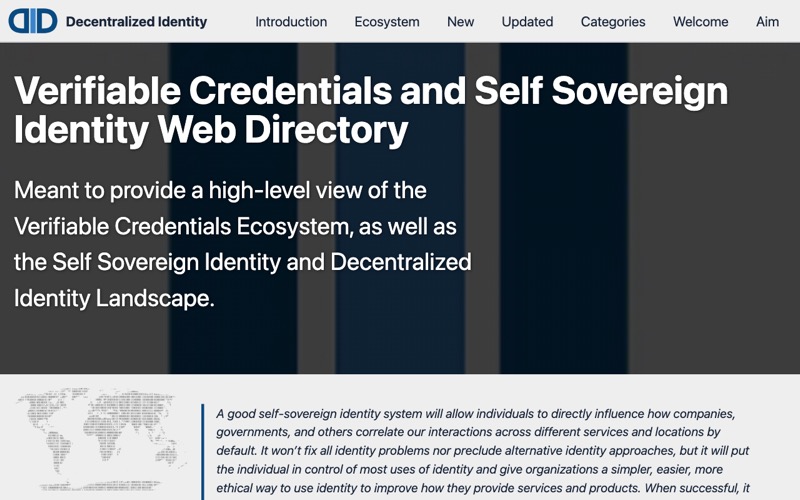 DID Decentralized Identity Introduction Ecosystem New Updated Categories Welcome Aim
Verifiable Credentials and Self Sovereign
Identity Web Directory
Meant to provide a high-level view of the
Verifiable Credentials Ecosystem, as well as
the Self Sovereign Identity and Decentralized
Identity Landscape.
A good self-sovereign identity system will allow individuals to directly influence how companies,
governments, and others correlate our interactions across different services and locations by
default. It won’t fix all identity problems nor preclude alternative identity approaches, but it will put
the individual in control of most uses of identity and give organizations a simpler, easier, more
ethical way to use identity to improve how they provide services and products. When successful, it